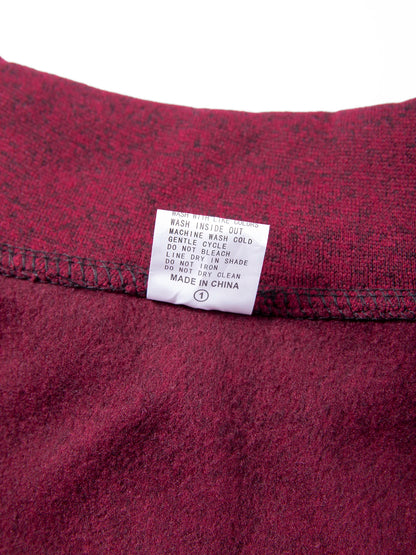 WASH WITH LIKE COLORS
WASH INSIDE OUT
MACHINE WASH COLD
GENTLE CYCLE
DO NOT BLEACH
LINE DRY IN SHADE
DO NOT IRON
DO NOT DRY CLEAN
MADE IN CHINA
1